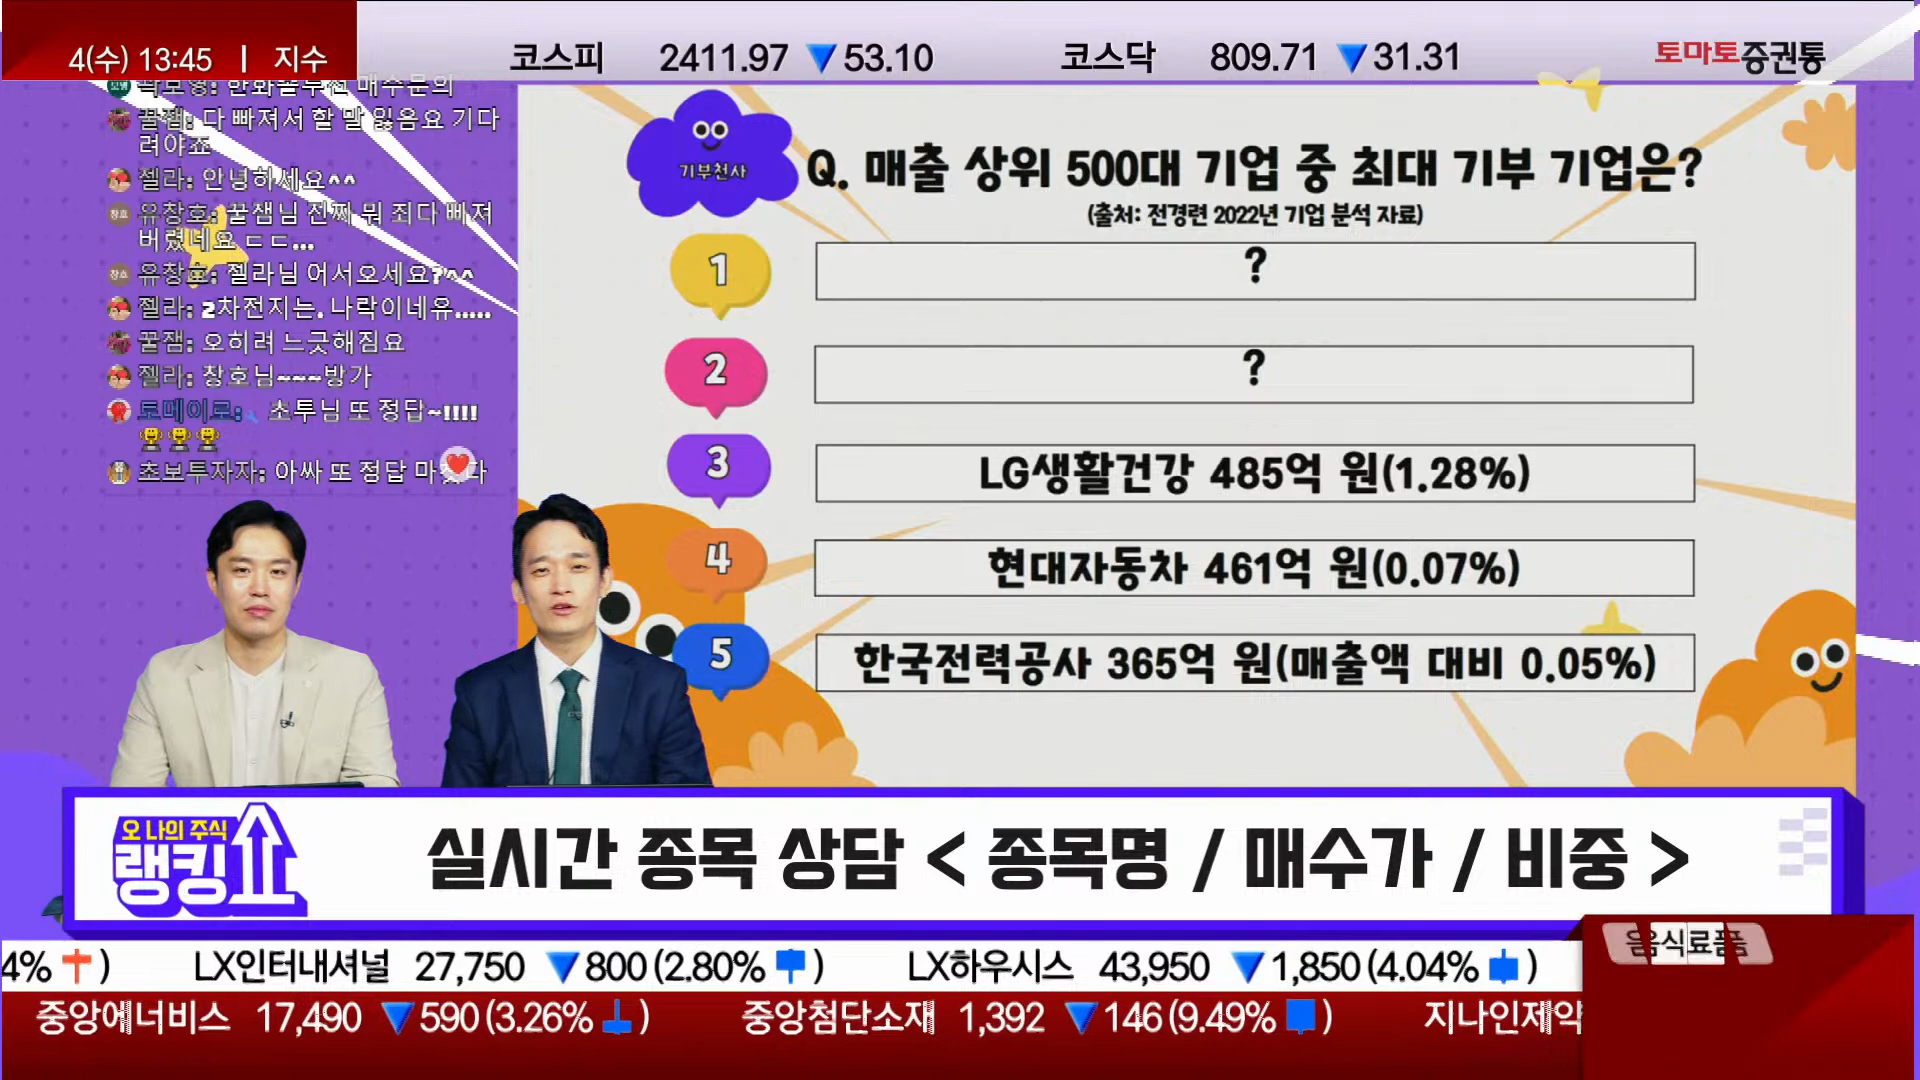 4(수) 13:45 | 지수
코스피 2411.97 ▼53.10
코스닥 809.71 ▼31.31
토마토증권통
매수문의
꿀잼: 다 빠져서 할 말 잃음요 기다
려야죠
젤라: 안녕하세요^^
유창호: 꿀잼님 진짜 뭐 죄다 빠져
버렸네요 ㄷㄷ...
유창호: 젤라님 어서오세요?^^
젤라: 2차전지는. 나락이네유.....
꿀잼: 오히려 느긋해짐요
젤라: 창호님~~~방가
토메이로: 초투님 또 정답~!!!!
초보투자자: 아싸 또 정답
기부천사
Q. 매출 상위 500대 기업 중 최대 기부 기업은?
(출처: 전경련 2022년 기업 분석 자료)
1 ?
2 ?
3 LG생활건강 485억 원(1.28%)
4 현대자동차 461억 원(0.07%)
5 한국전력공사 365억 원(매출액 대비 0.05%)
오 나의 주식
랭킹쇼
실시간 종목 상담 < 종목명 / 매수가 / 비중 >
4% ) LX인터내셔널 27,750 ▼800(2.80% ) LX하우시스 43,950 ▼1,850(4.04% )
음식료품
중앙에너비스 17,490 ▼590(3.26% ) 중앙첨단소재 1,392 ▼146(9.49% ) 지나인제약